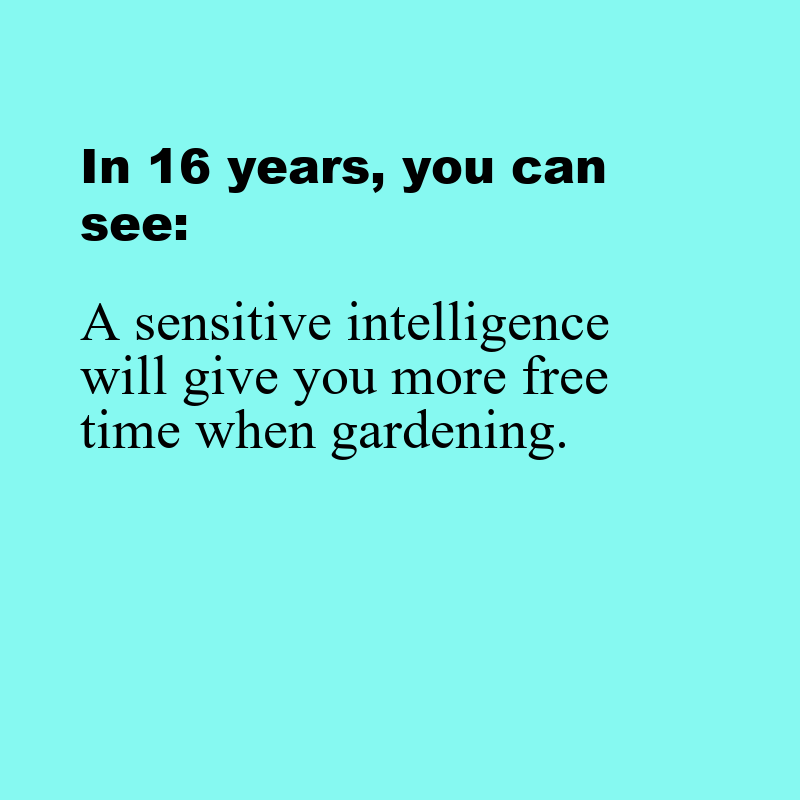 In 16 years, you can
see:
A sensitive intelligence
will give you more free
time when gardening.